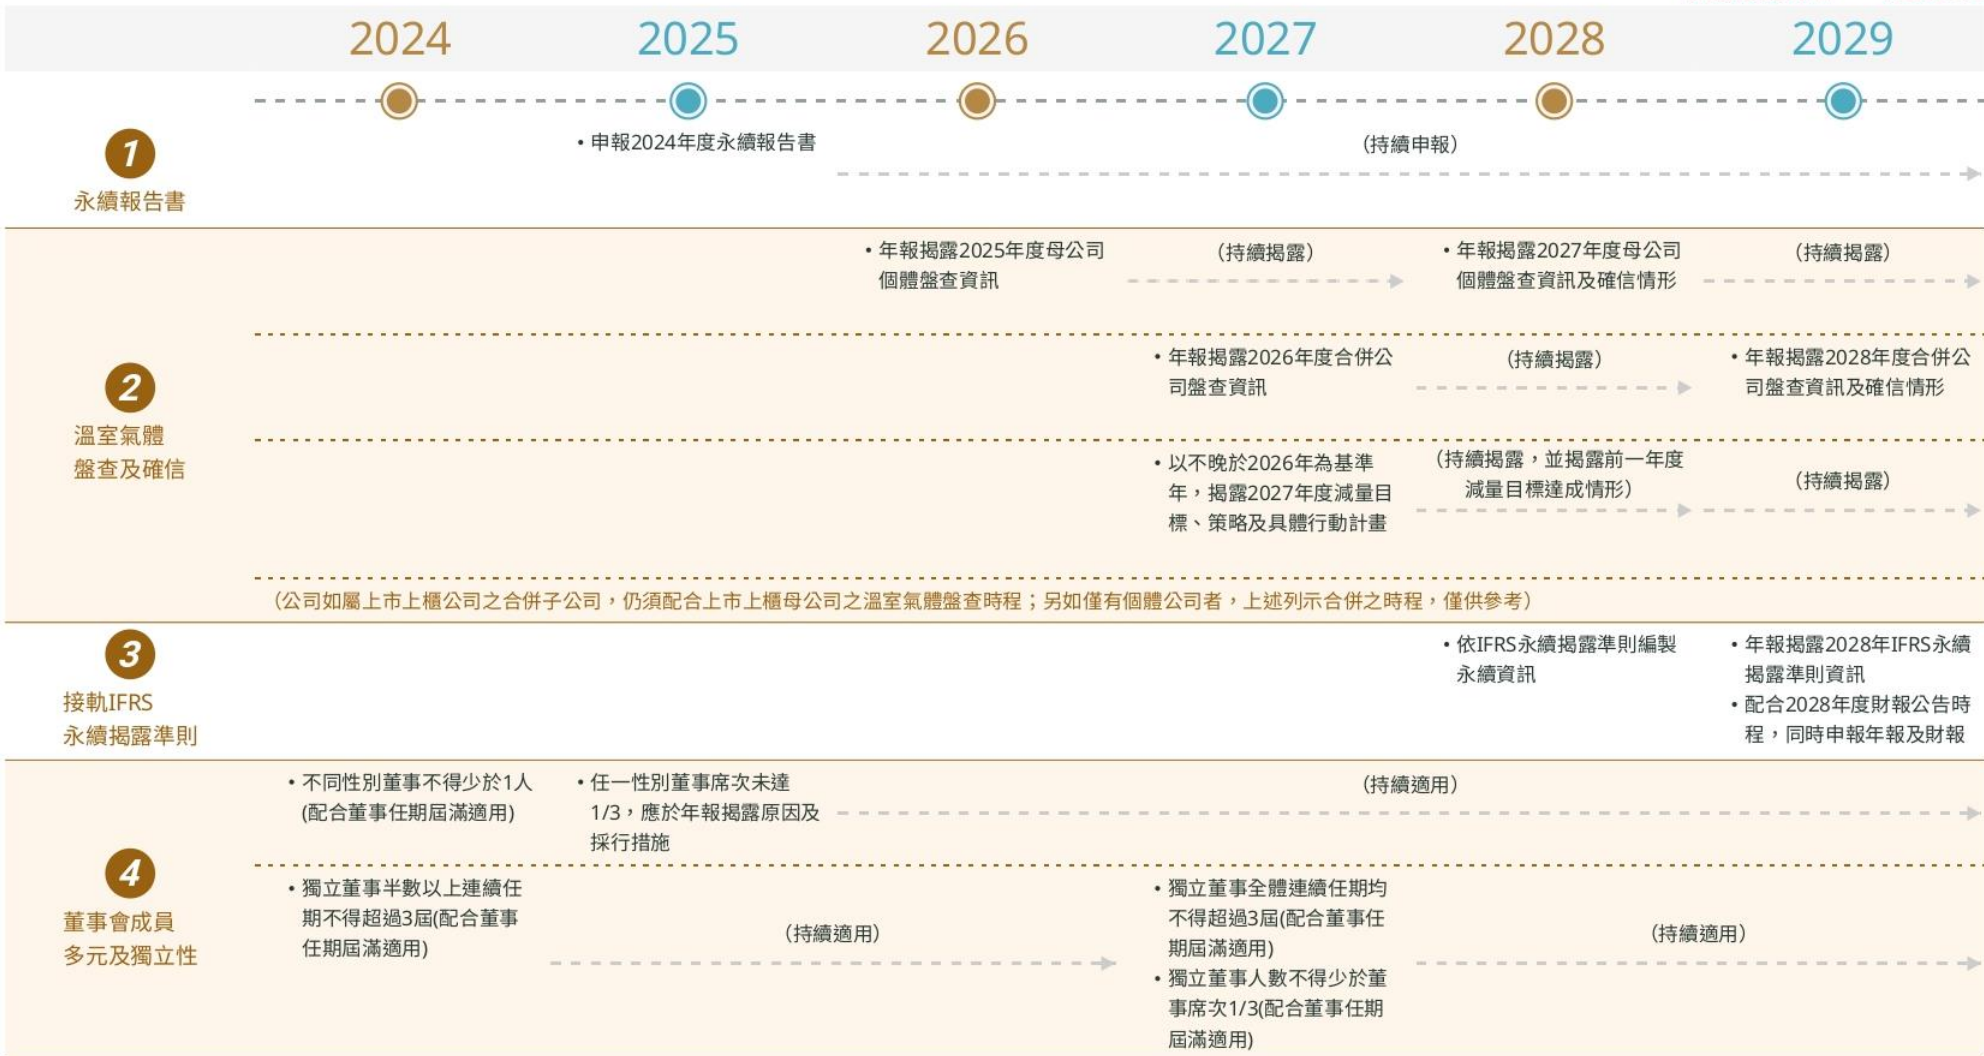 2024 2025 2026 2027 2028 2029
1
永續報告書
•申報2024年度永續報告書
(持續申報)
2
溫室氣體
盤查及確信
•年報揭露2025年度母公司
個體盤查資訊
(持續揭露)
•年報揭露2027年度母公司
個體盤查資訊及確信情形
(持續揭露)
•年報揭露2026年度合併公
司盤查資訊
(持續揭露)
•年報揭露2028年度合併公
司盤查資訊及確信情形
•以不晚於2026年為基準
年，揭露2027年度減量目
標、策略及具體行動計畫
(持續揭露，並揭露前一年度
減量目標達成情形)
(持續揭露)
(公司如屬上市上櫃公司之合併子公司，仍須配合上市上櫃母公司之溫室氣體盤查時程；另如僅有個體公司者，上述列示合併之時程，僅供參考)
3
接軌IFRS
永續揭露準則
•依IFRS永續揭露準則編製
永續資訊
•年報揭露2028年IFRS永續
揭露準則資訊
•配合2028年度財報公告時
程，同時申報年報及財報
4
董事會成員
多元及獨立性
•不同性別董事不得少於1人
(配合董事任期屆滿適用)
•任一性別董事席次未達
1/3，應於年報揭露原因及
採行措施
(持續適用)
•獨立董事半數以上連續任
期不得超過3屆(配合董事
任期屆滿適用)
(持續適用)
•獨立董事全體連續任期均
不得超過3屆(配合董事任
期屆滿適用)
•獨立董事人數不得少於董
事席次1/3(配合董事任期
屆滿適用)
(持續適用)